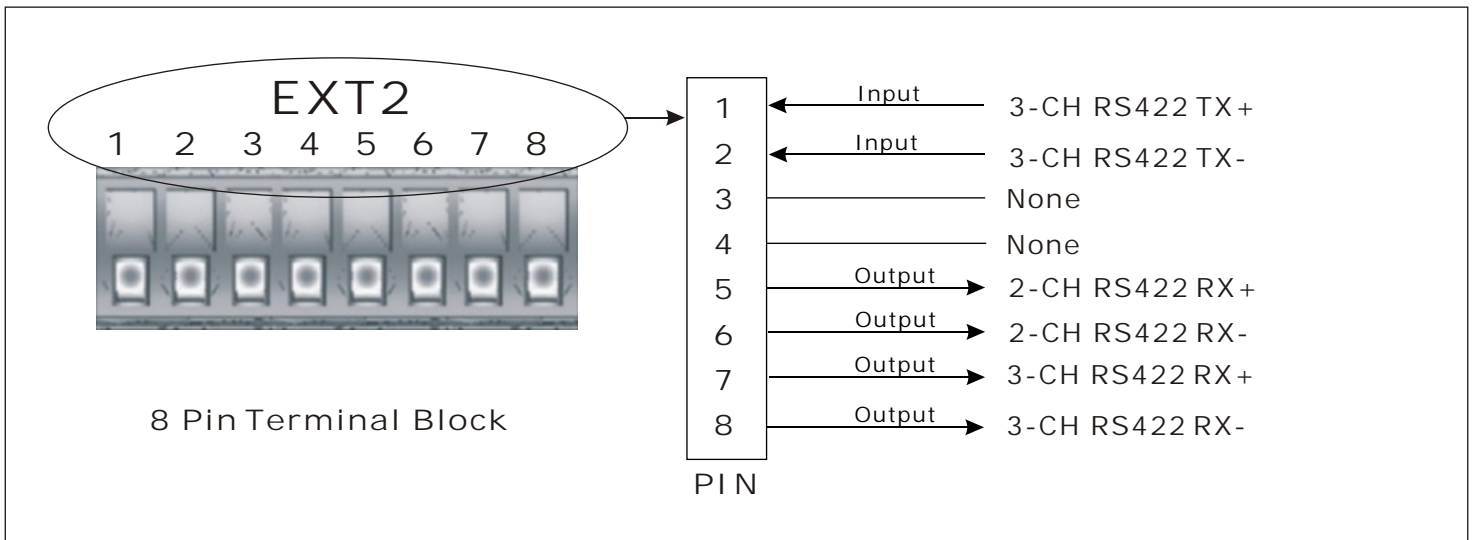 EXT2
1 2 3 4 5 6 7 8
8 Pin Terminal Block
1 Input 3-CH RS422 TX+
2 Input 3-CH RS422 TX-
3 None
4 None
5 Output 2-CH RS422 RX+
6 Output 2-CH RS422 RX-
7 Output 3-CH RS422 RX+
8 Output 3-CH RS422 RX-
PIN